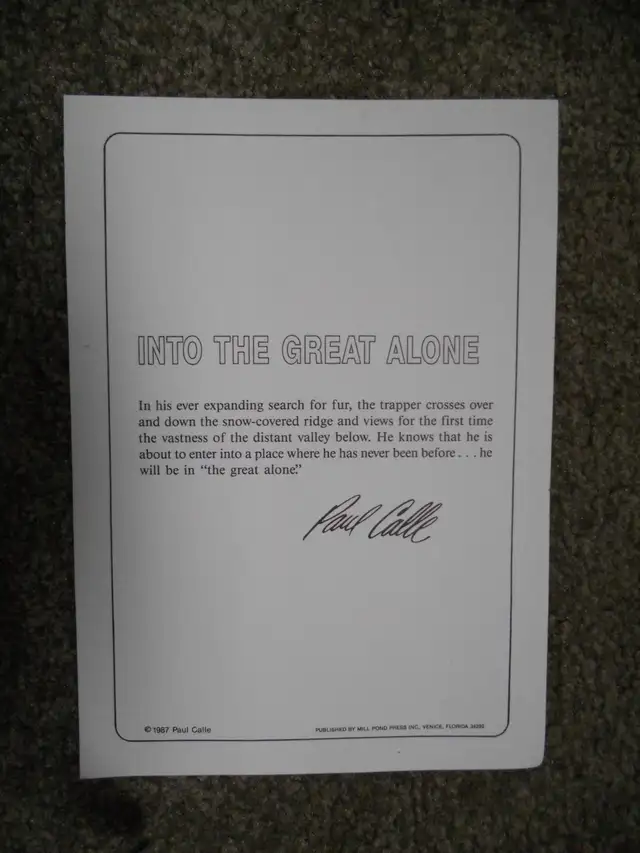 INTO THE GREAT ALONE
In his ever expanding search for fur, the trapper crosses over
and down the snow-covered ridge and views for the first time
the vastness of the distant valley below. He knows that he is
about to enter into a place where he has never been before . . . he
will be in “the great alone.”
Paul Calle
© 1987 Paul Calle
PUBLISHED BY MILL POND PRESS INC., VENICE, FLORIDA